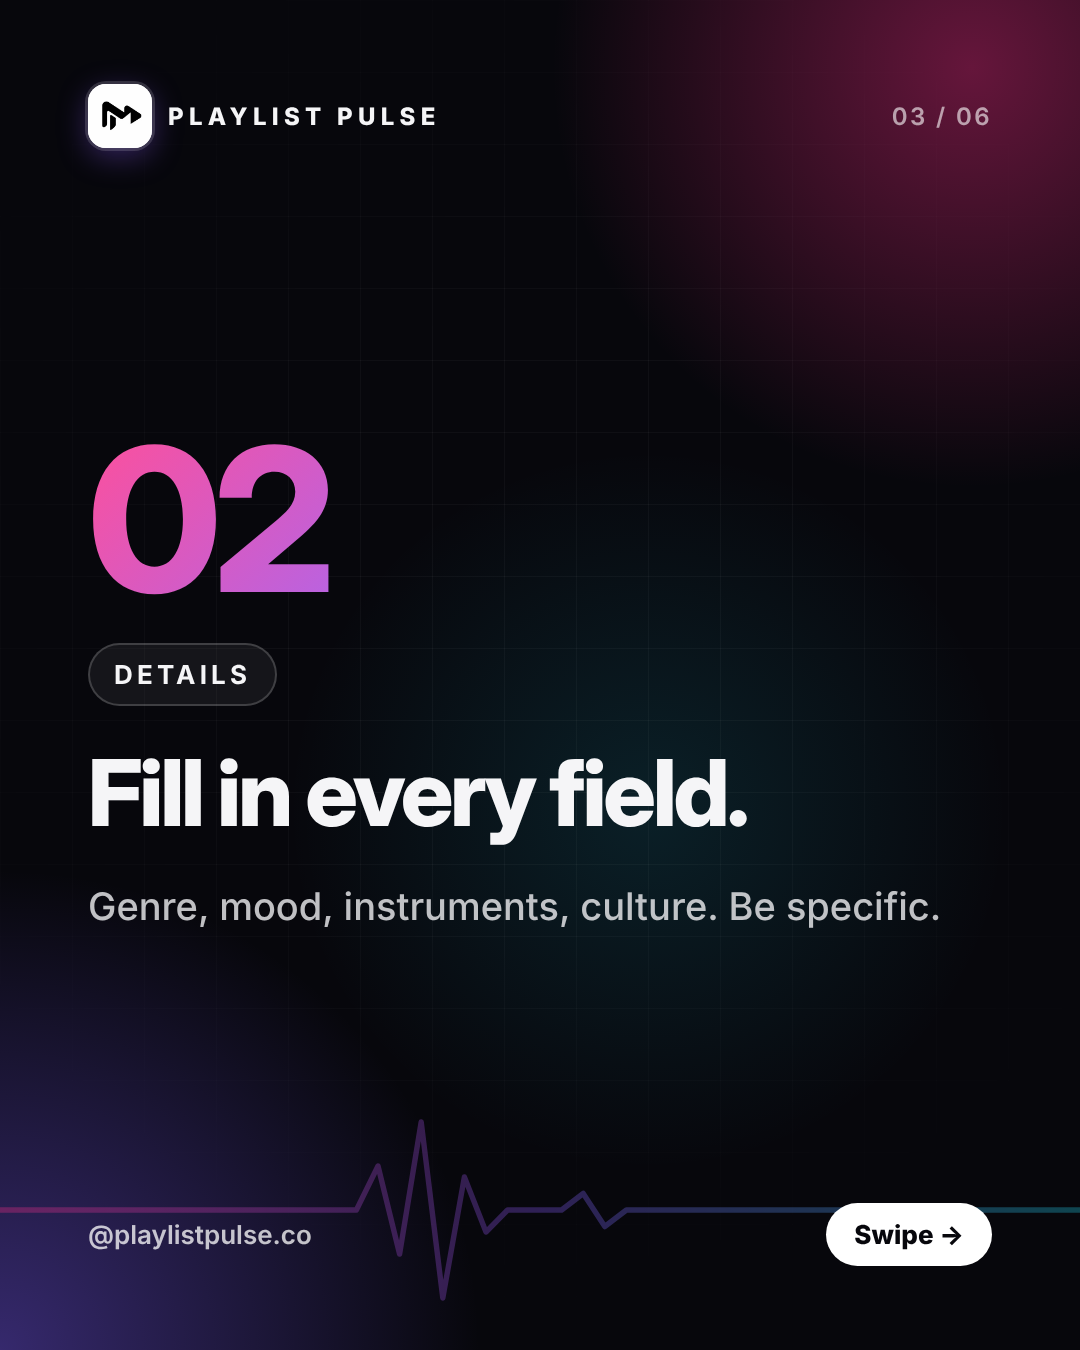 PLAYLIST PULSE
03 / 06
02
DETAILS
Fill in every field.
Genre, mood, instruments, culture. Be specific.
@playlistpulse.co
Swipe →